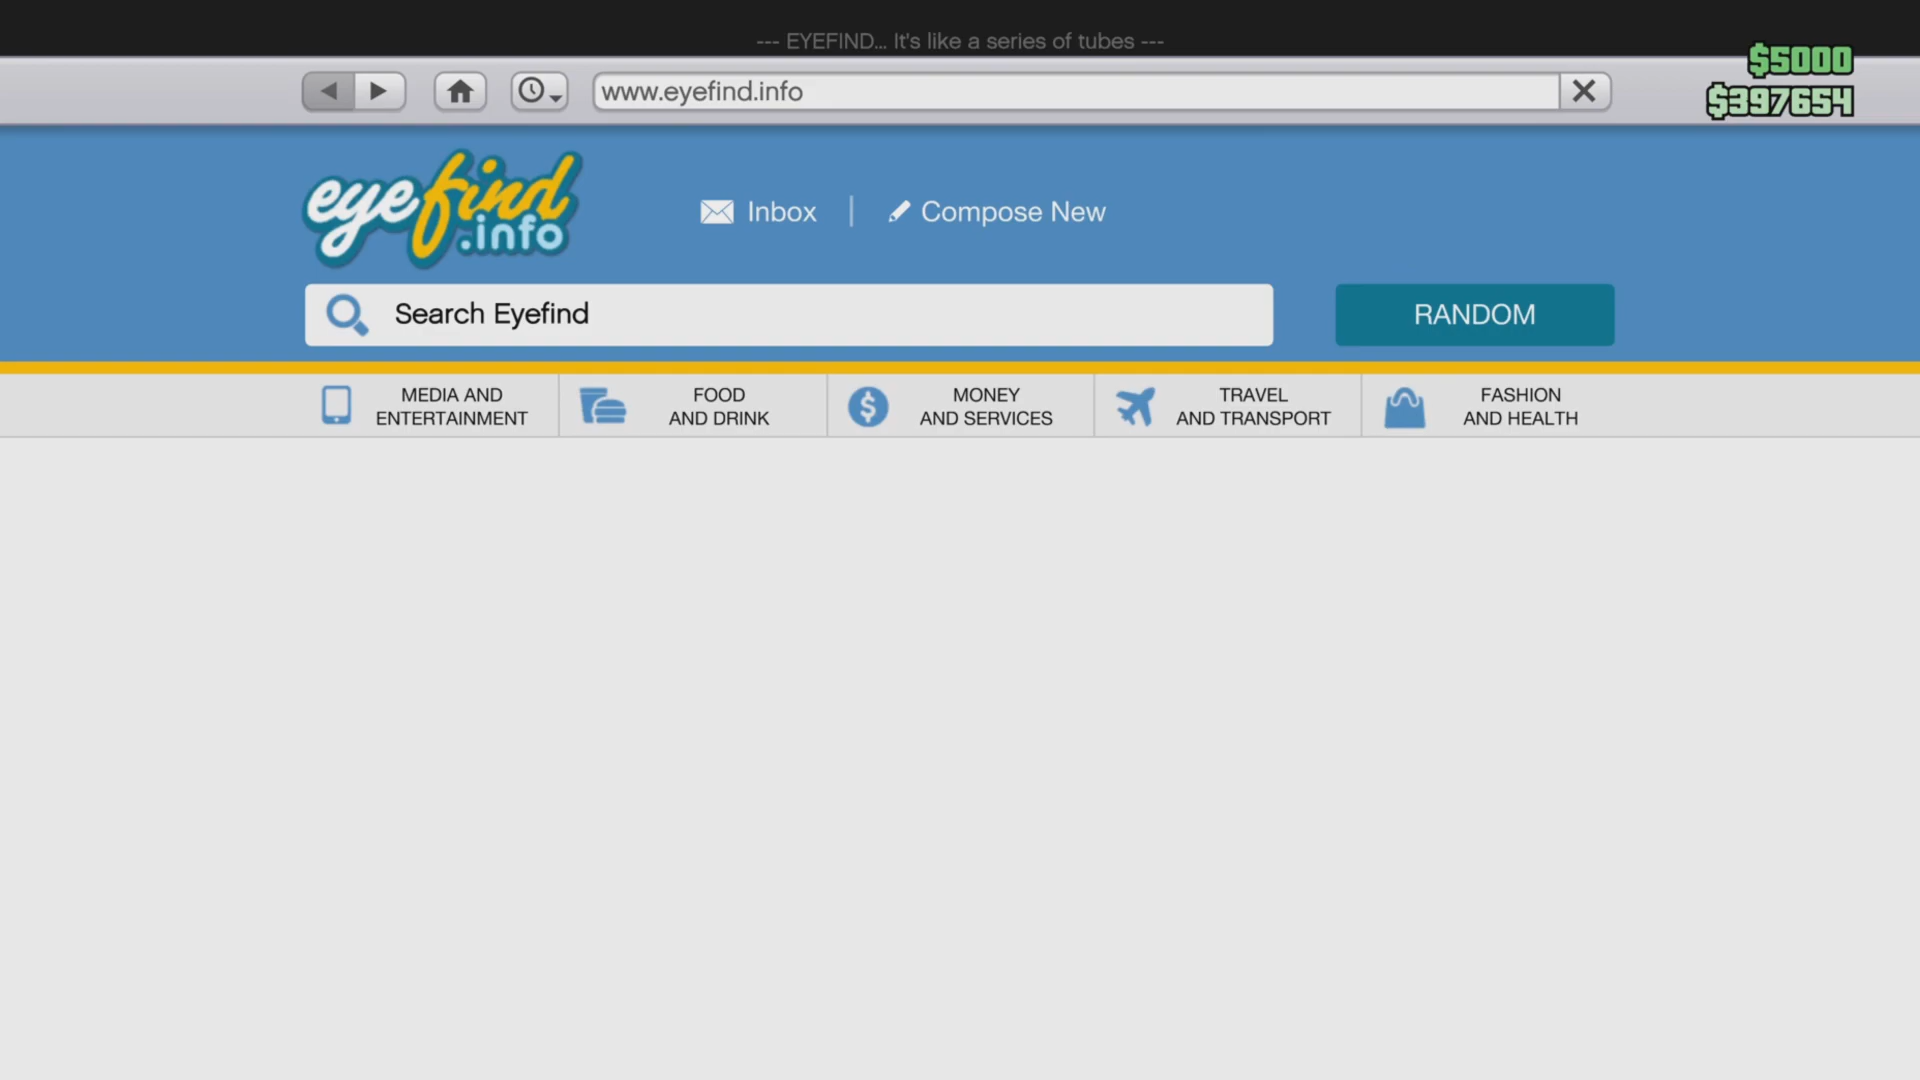 --- EYEFIND... It's like a series of tubes ---
$5000
www.eyefind.info
$397654
eyefind
.info
Inbox
Compose New
Search Eyefind
RANDOM
MEDIA AND
ENTERTAINMENT
FOOD
AND DRINK
MONEY
AND SERVICES
TRAVEL
AND TRANSPORT
FASHION
AND HEALTH